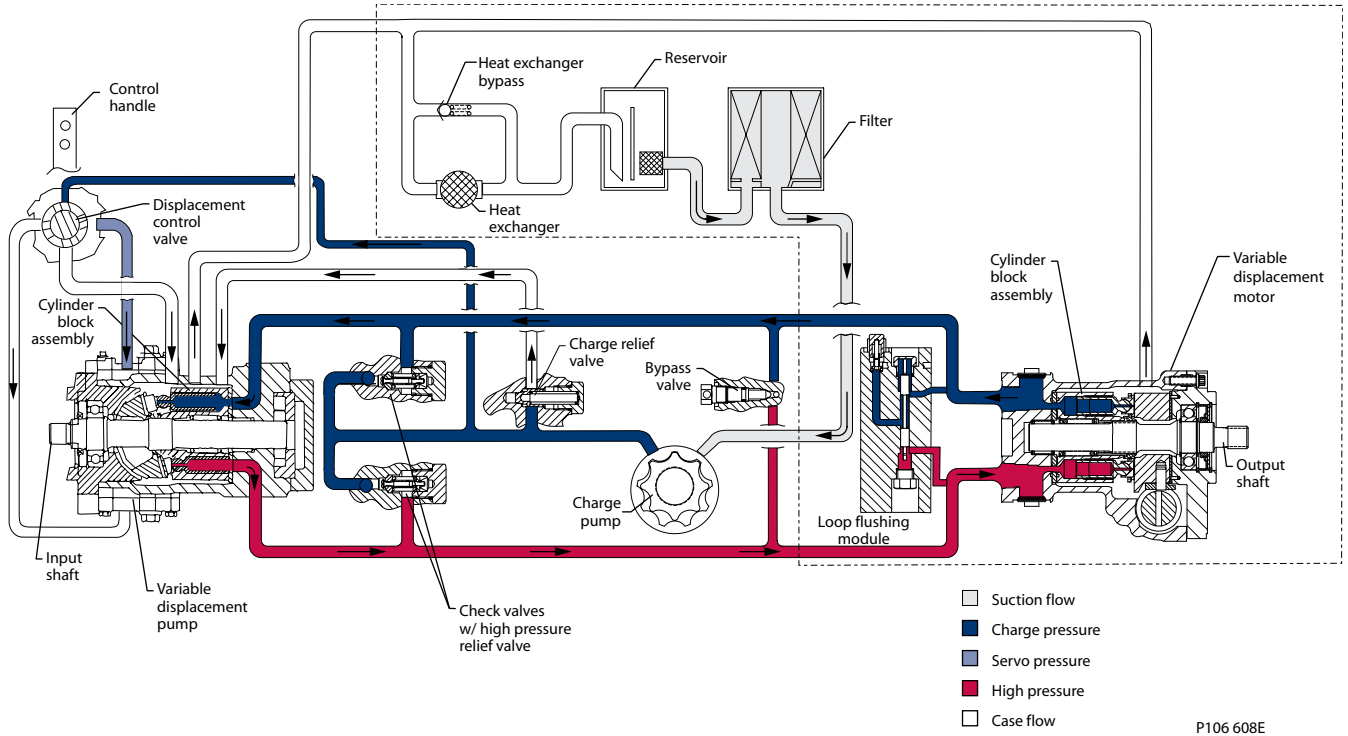 Control
handle
Heat exchanger
bypass
Reservoir
Filter
Displacement
control
valve
Heat
exchanger
Cylinder
block
assembly
Variable
displacement
motor
Cylinder
block
assembly
Charge relief
valve
Bypass
valve
Charge
pump
Loop flushing
module
Output
shaft
Input
shaft
Variable
displacement
pump
Check valves
w/ high pressure
relief valve
Suction flow
Charge pressure
Servo pressure
High pressure
Case flow
P106 608E